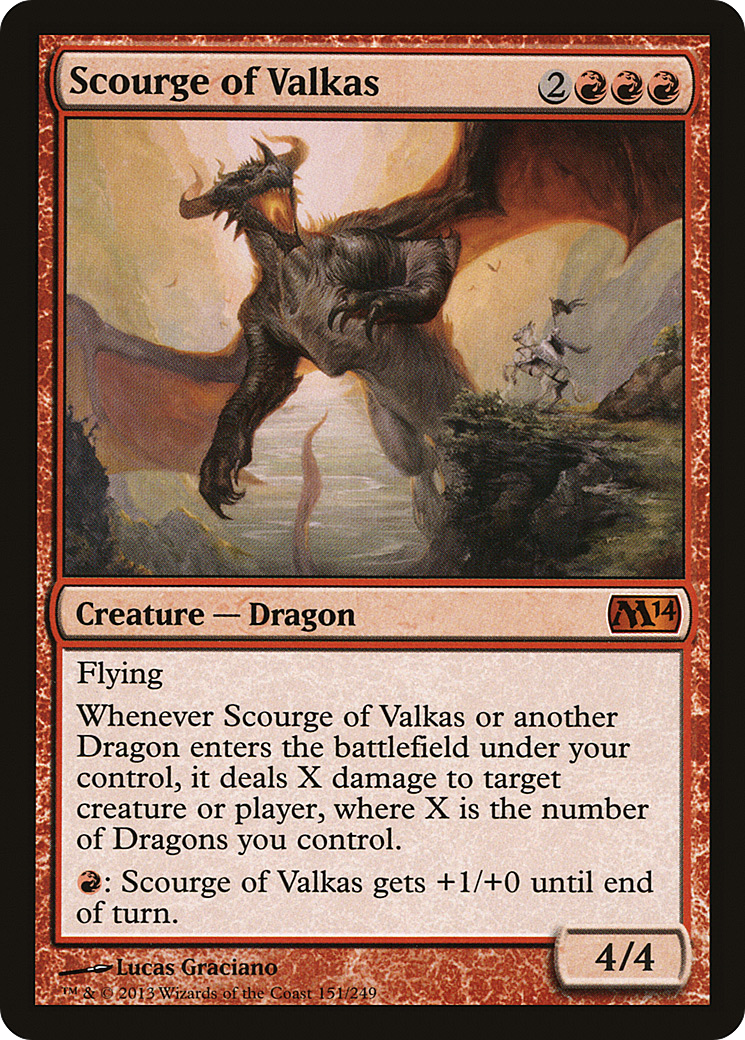 Scourge of Valkas 2
Creature — Dragon M14
Flying
Whenever Scourge of Valkas or another
Dragon enters the battlefield under your
control, it deals X damage to target
creature or player, where X is the number
of Dragons you control.
: Scourge of Valkas gets +1/+0 until end
of turn.
4/4
Lucas Graciano
™ & © 2013 Wizards of the Coast 151/249